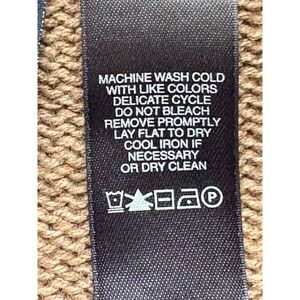 MACHINE WASH COLD
WITH LIKE COLORS
DELICATE CYCLE
DO NOT BLEACH
REMOVE PROMPTLY
LAY FLAT TO DRY
COOL IRON IF
NECESSARY
OR DRY CLEAN
P